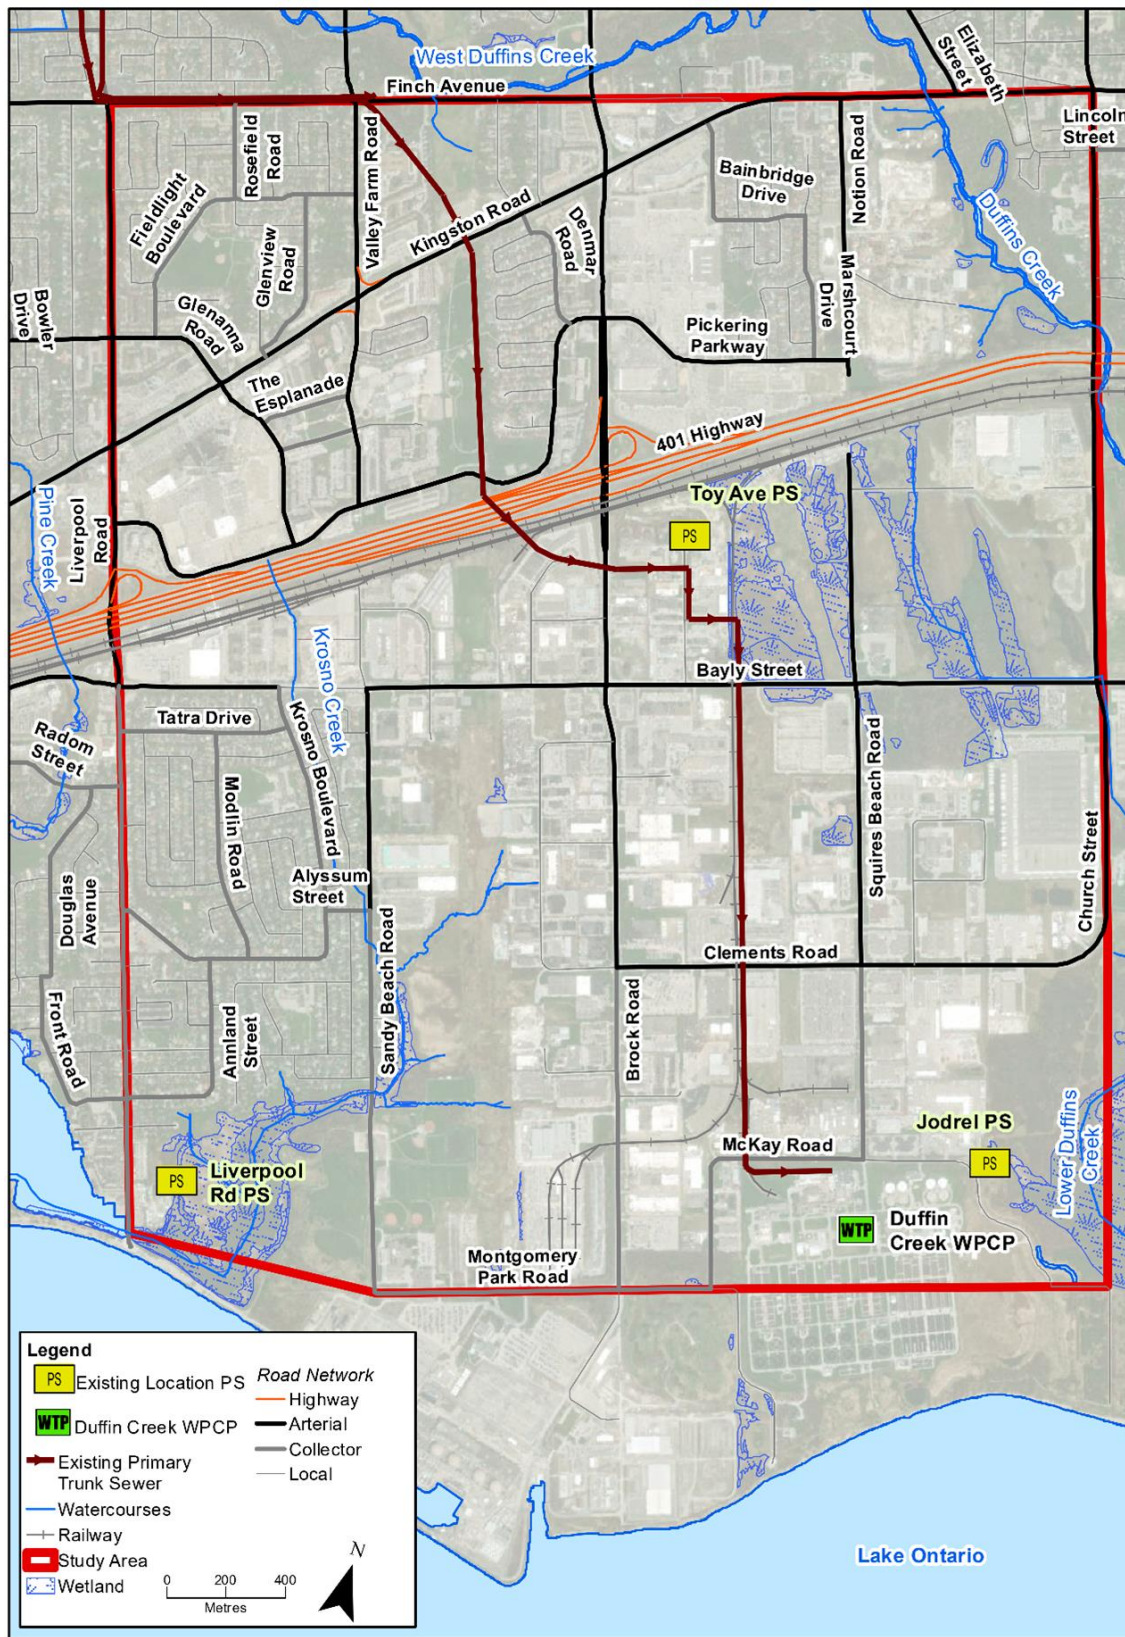 West Duffins Creek
Finch Avenue
Elizabeth
Street
Lincoln
Street
Rosefield
Road
Valley Farm Road
Fieldlight
Boulevard
Glenview
Road
Kingston Road
Denmar
Road
Bainbridge
Drive
Notion Road
Duffins Creek
Marshcourt
Drive
Bowler
Drive
Glenanna
Road
The
Esplanade
Pickering
Parkway
401 Highway
Pine Creek
Liverpool
Road
Toy Ave PS
PS
Krosno Creek
Bayly Street
Radom
Street
Tatra Drive
Krosno Boulevard
Modlin Road
Squires Beach Road
Church Street
Douglas
Avenue
Alyssum
Street
Sandy Beach Road
Clements Road
Front Road
Annland
Street
Brock Road
Jodrel PS
PS
McKay Road
Lower Duffins
Creek
PS
Liverpool
Rd PS
WTP
Duffin
Creek WPCP
Montgomery
Park Road
Legend
PS Existing Location PS
WTP Duffin Creek WPCP
Existing Primary
Trunk Sewer
Watercourses
Railway
Study Area
Wetland
Road Network
Highway
Arterial
Collector
Local
N
0 200 400
Metres
Lake Ontario